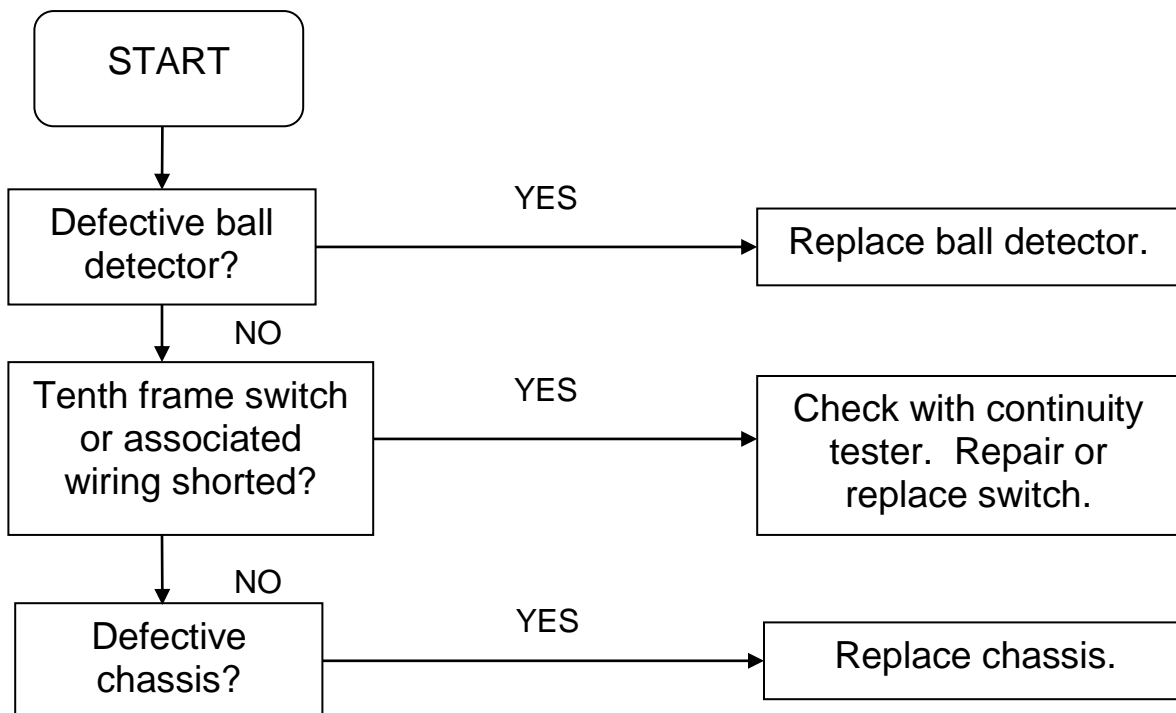 START
YES
Defective ball
detector?
Replace ball detector.
NO
YES
Tenth frame switch
or associated
wiring shorted?
Check with continuity
tester.  Repair or
replace switch.
NO
YES
Defective
chassis?
Replace chassis.